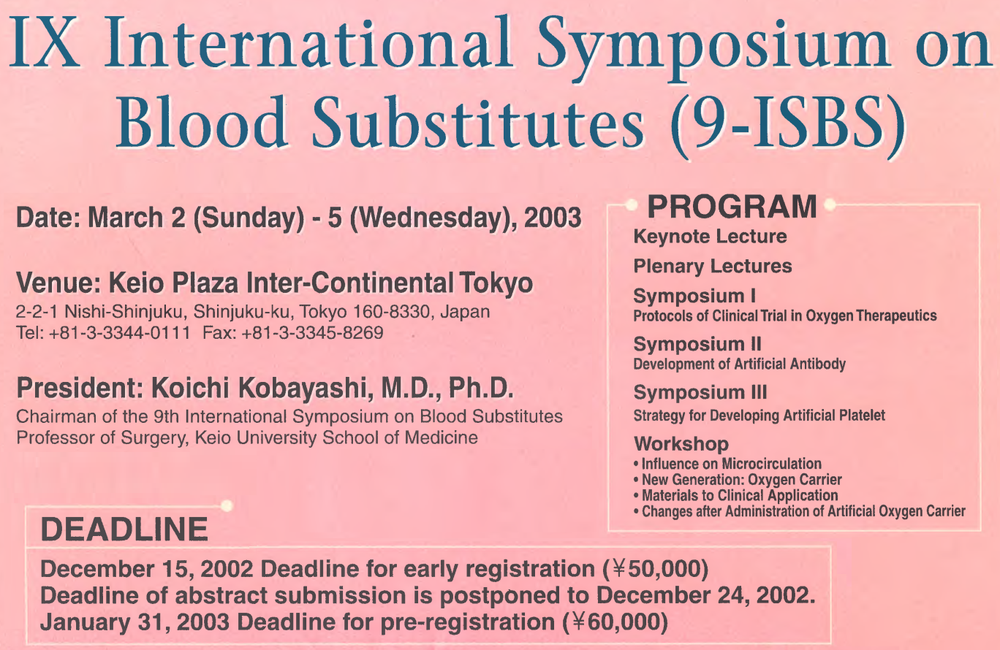 IX International Symposium on
Blood Substitutes (9-ISBS)
Date: March 2 (Sunday) - 5 (Wednesday), 2003
Venue: Keio Plaza Inter-Continental Tokyo
2-2-1 Nishi-Shinjuku, Shinjuku-ku, Tokyo 160-8330, Japan
Tel: +81-3-3344-0111 Fax: +81-3-3345-8269
President: Koichi Kobayashi, M.D., Ph.D.
Chairman of the 9th International Symposium on Blood Substitutes
Professor of Surgery, Keio University School of Medicine
PROGRAM
Keynote Lecture
Plenary Lectures
Symposium I
Protocols of Clinical Trial in Oxygen Therapeutics
Symposium II
Development of Artificial Antibody
Symposium III
Strategy for Developing Artificial Platelet
Workshop
• Influence on Microcirculation
• New Generation: Oxygen Carrier
• Materials to Clinical Application
• Changes after Administration of Artificial Oxygen Carrier
DEADLINE
December 15, 2002 Deadline for early registration (¥50,000)
Deadline of abstract submission is postponed to December 24, 2002.
January 31, 2003 Deadline for pre-registration (¥60,000)